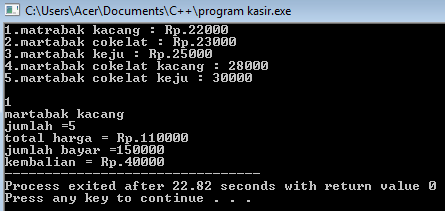 C:\Users\Acer\Documents\C++\program kasir.exe
1.matrabak kacang : Rp.22000
2.martabak cokelat : Rp.23000
3.martabak keju : Rp.25000
4.martabak cokelat kacang : 28000
5.martabak cokelat keju : 30000
1
martabak kacang
jumlah =5
total harga = Rp.110000
jumlah bayar =150000
kembalian = Rp.40000
--------------------------------
Process exited after 22.82 seconds with return value 0
Press any key to continue . . .